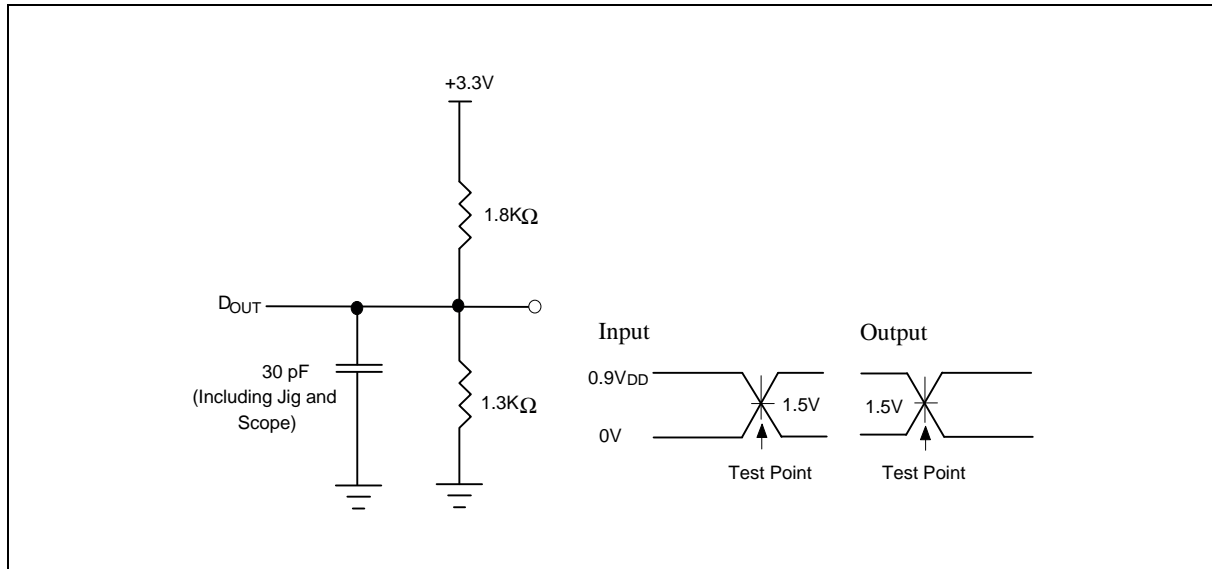 +3.3V
1.8KΩ
DOUT
30 pF
(Including Jig and
Scope)
1.3KΩ
Input
Output
0.9VDD
1.5V
1.5V
0V
Test Point
Test Point